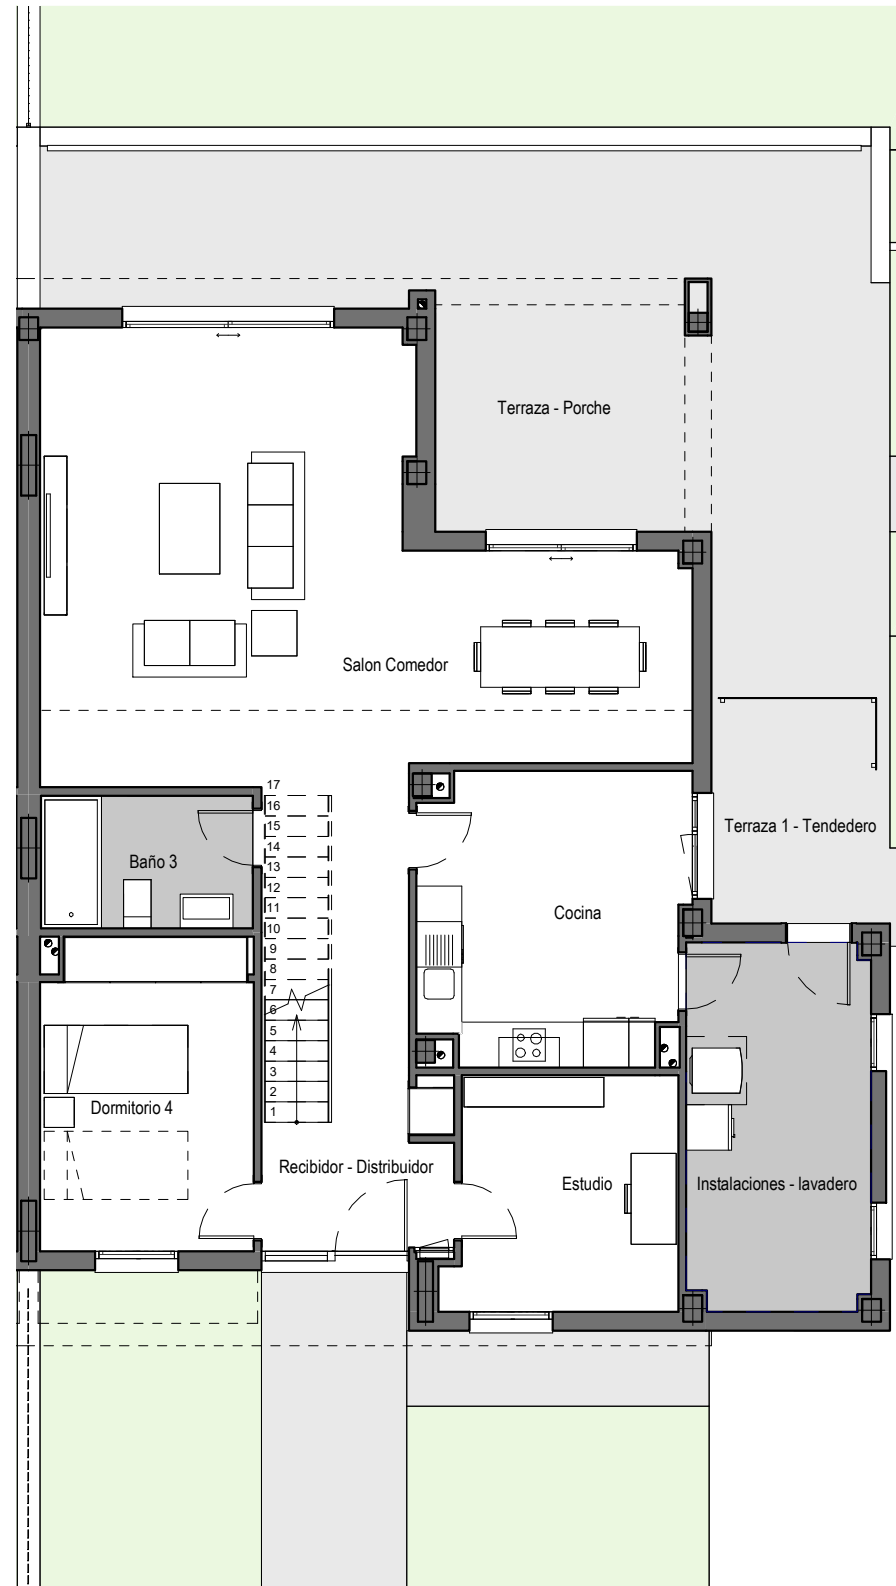 Terraza - Porche
Salon Comedor
17
16
15
14
13
12
11
10
9
8
7
6
5
4
3
2
1
Terraza 1 - Tendedero
Baño 3
Cocina
Dormitorio 4
Recibidor - Distribuidor
Estudio
Instalaciones - lavadero